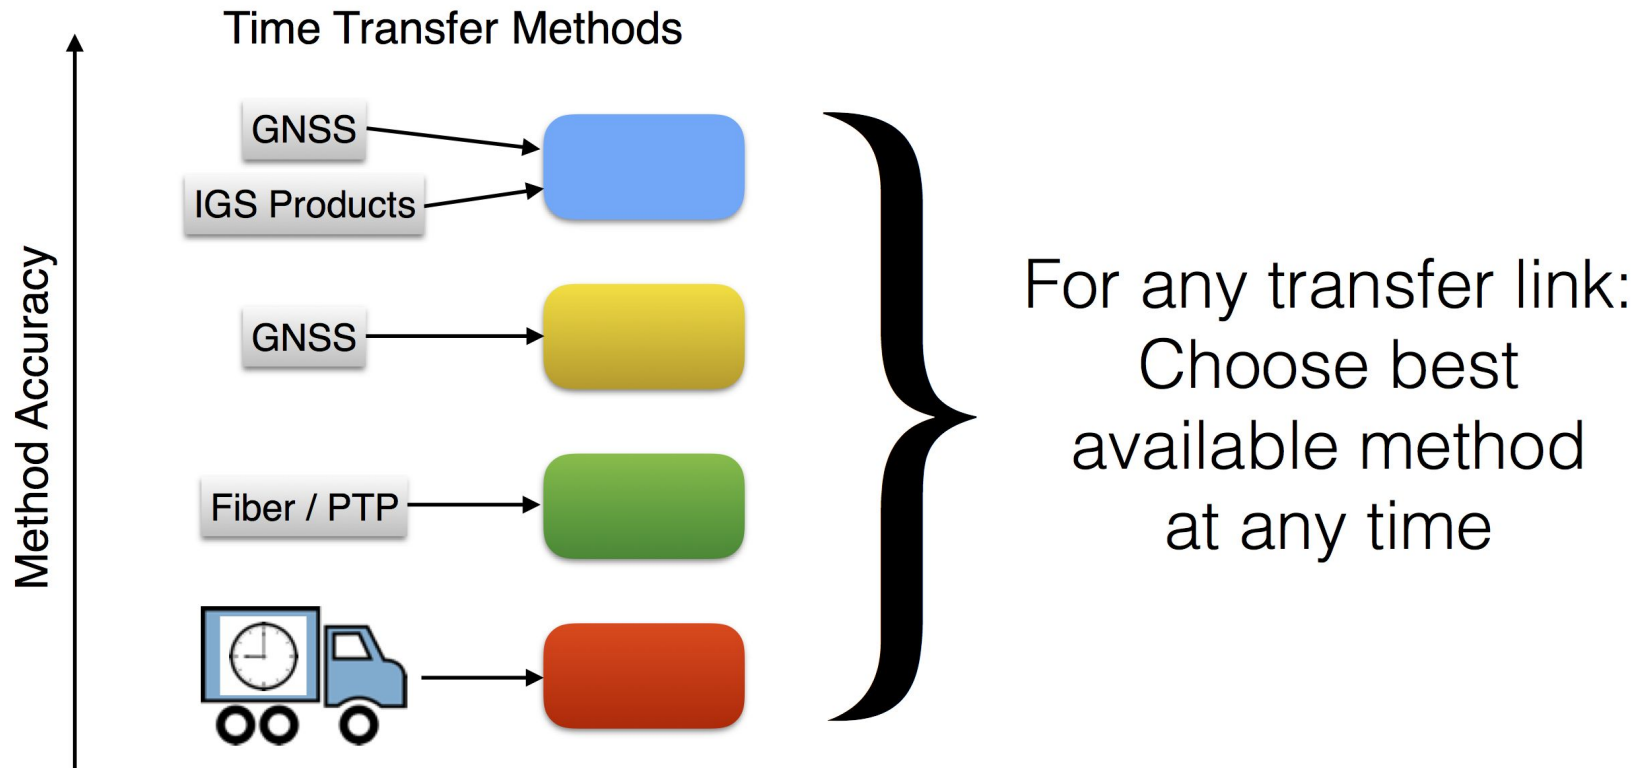 Time Transfer Methods
Method Accuracy
GNSS
IGS Products
GNSS
Fiber / PTP
For any transfer link:
Choose best
available method
at any time